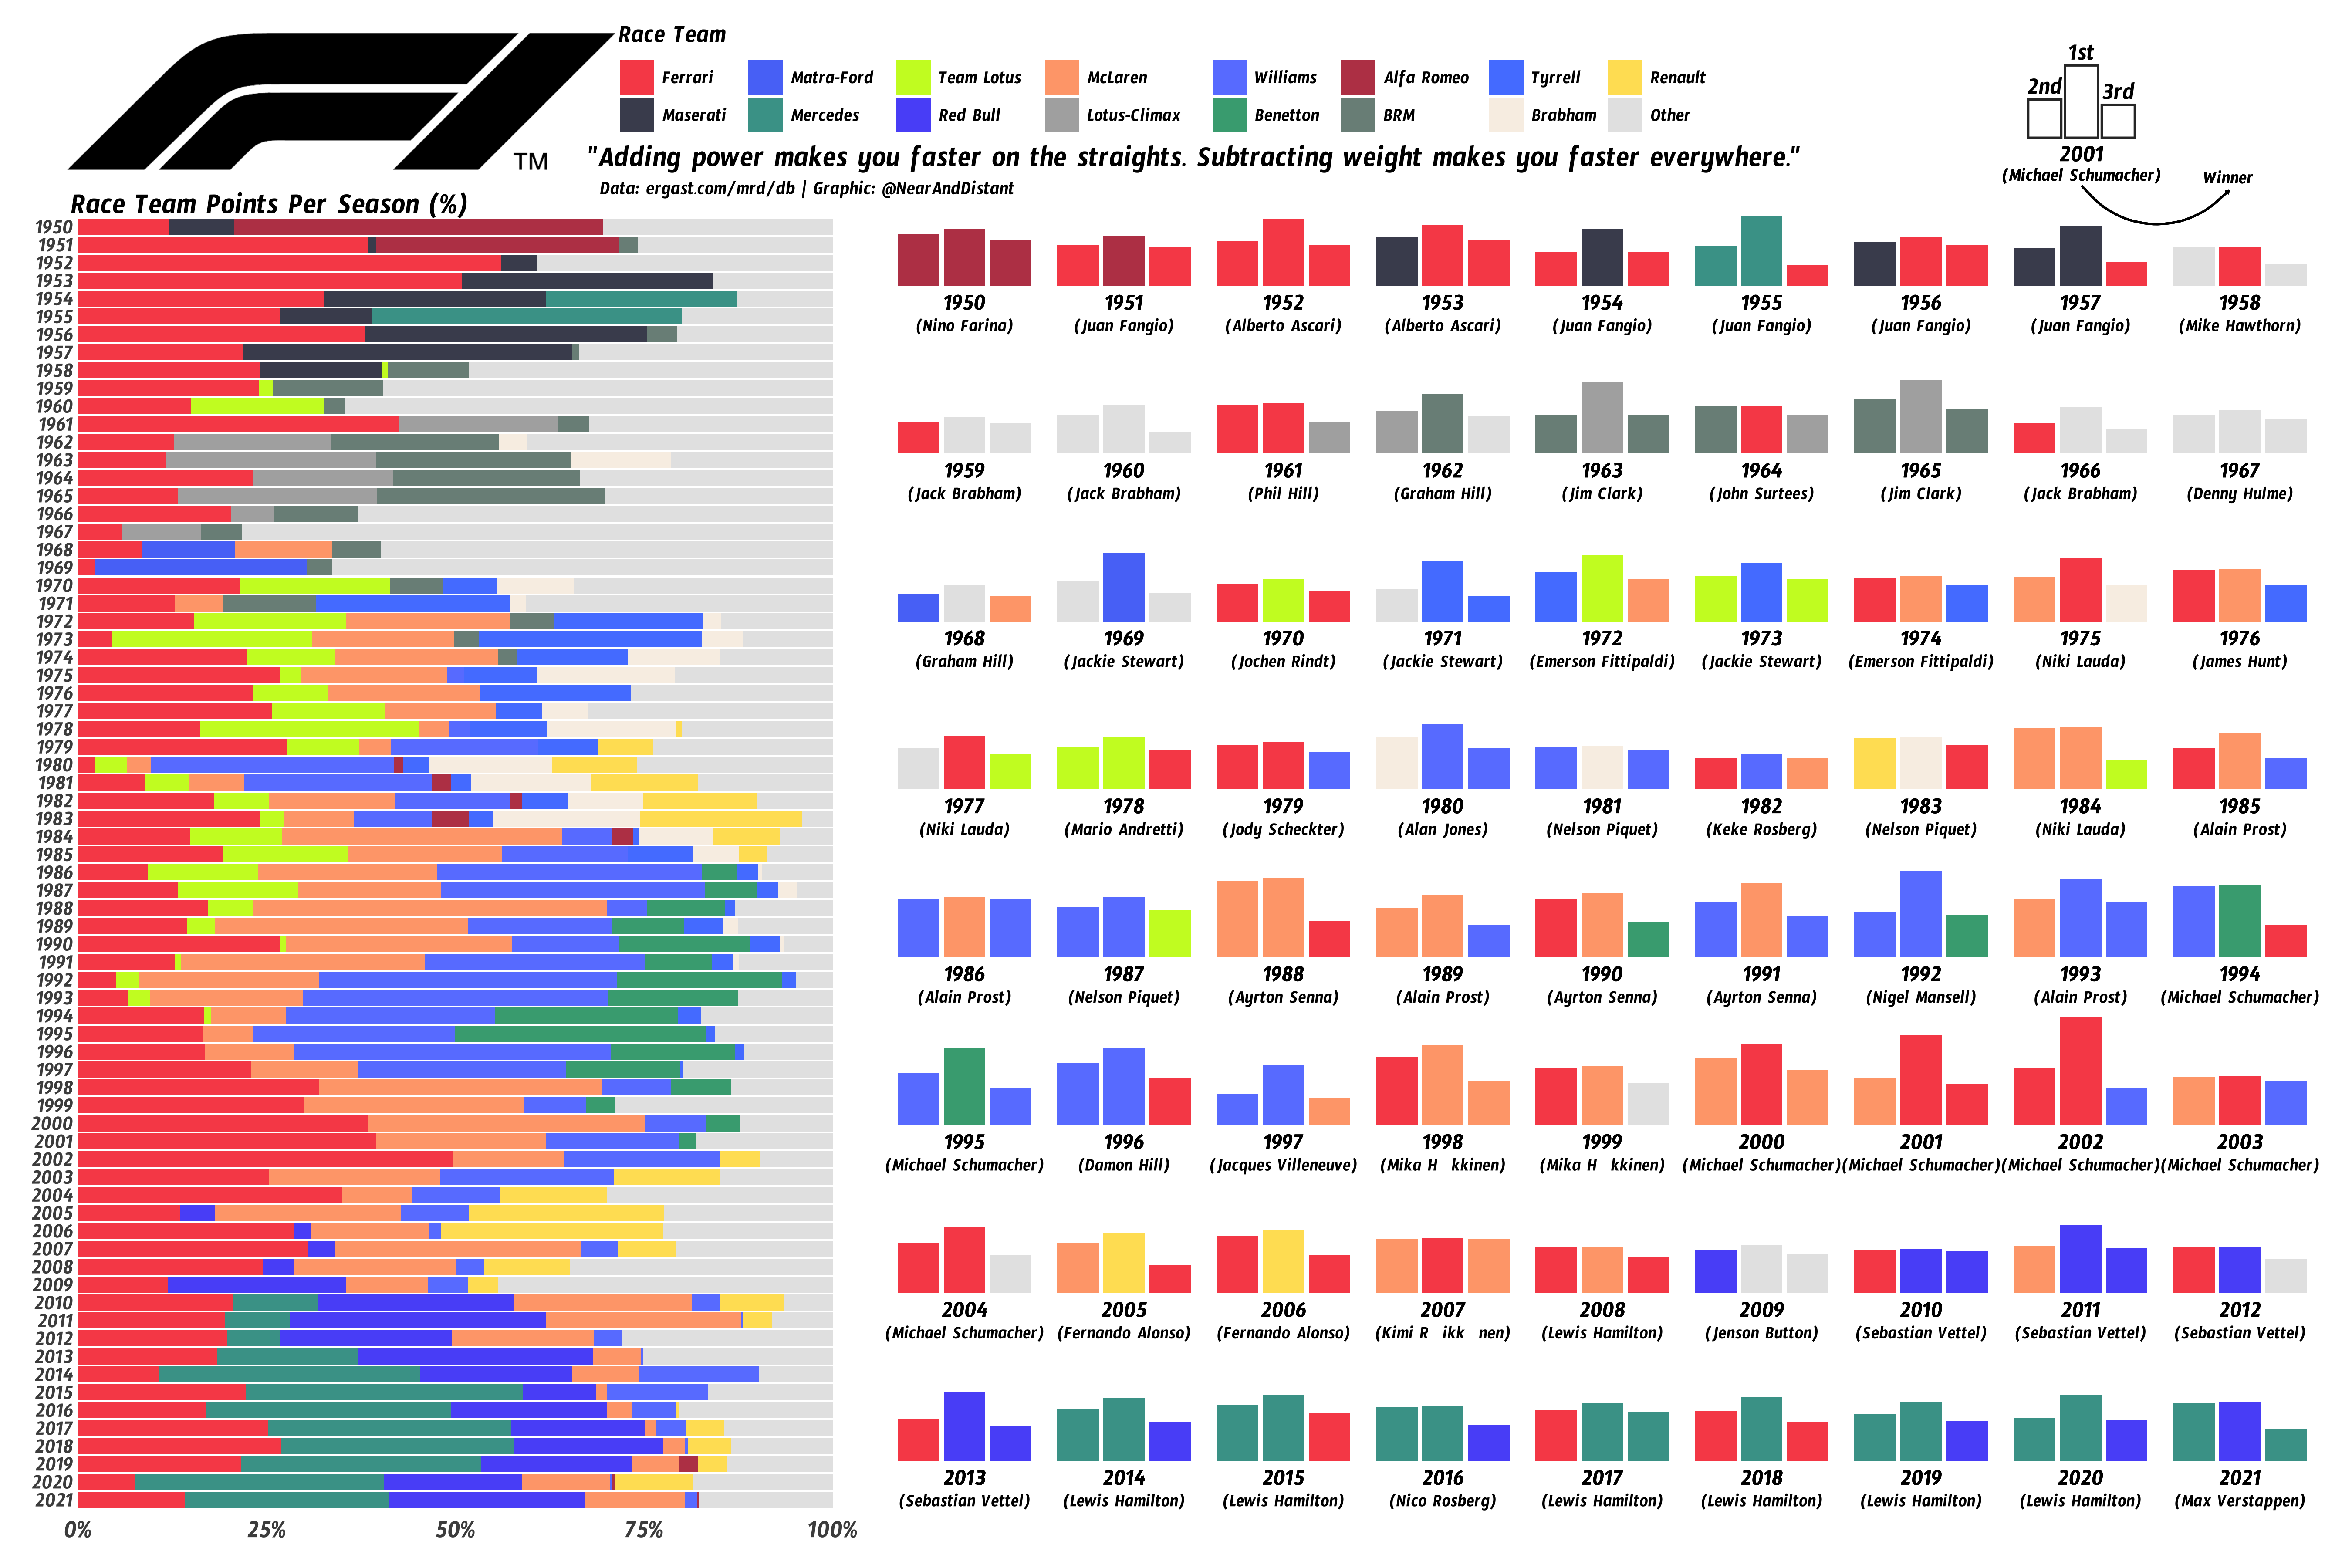 F1
TM
Race Team
Ferrari Matra-Ford Team Lotus McLaren Williams Alfa Romeo Tyrrell Renault
Maserati Mercedes Red Bull Lotus-Climax Benetton BRM Brabham Other
"Adding power makes you faster on the straights. Subtracting weight makes you faster everywhere."
Data: ergast.com/mrd/db | Graphic: @NearAndDistant
1st
2nd
3rd
2001
(Michael Schumacher)
Winner
Race Team Points Per Season (%)
1950
1951
1952
1953
1954
1955
1956
1957
1958
1959
1960
1961
1962
1963
1964
1965
1966
1967
1968
1969
1970
1971
1972
1973
1974
1975
1976
1977
1978
1979
1980
1981
1982
1983
1984
1985
1986
1987
1988
1989
1990
1991
1992
1993
1994
1995
1996
1997
1998
1999
2000
2001
2002
2003
2004
2005
2006
2007
2008
2009
2010
2011
2012
2013
2014
2015
2016
2017
2018
2019
2020
2021
0% 25% 50% 75% 100%
1950 1951 1952 1953 1954 1955 1956 1957 1958
(Nino Farina) (Juan Fangio) (Alberto Ascari) (Alberto Ascari) (Juan Fangio) (Juan Fangio) (Juan Fangio) (Juan Fangio) (Mike Hawthorn)
1959 1960 1961 1962 1963 1964 1965 1966 1967
(Jack Brabham) (Jack Brabham) (Phil Hill) (Graham Hill) (Jim Clark) (John Surtees) (Jim Clark) (Jack Brabham) (Denny Hulme)
1968 1969 1970 1971 1972 1973 1974 1975 1976
(Graham Hill) (Jackie Stewart) (Jochen Rindt) (Jackie Stewart) (Emerson Fittipaldi) (Jackie Stewart) (Emerson Fittipaldi) (Niki Lauda) (James Hunt)
1977 1978 1979 1980 1981 1982 1983 1984 1985
(Niki Lauda) (Mario Andretti) (Jody Scheckter) (Alan Jones) (Nelson Piquet) (Keke Rosberg) (Nelson Piquet) (Niki Lauda) (Alain Prost)
1986 1987 1988 1989 1990 1991 1992 1993 1994
(Alain Prost) (Nelson Piquet) (Ayrton Senna) (Alain Prost) (Ayrton Senna) (Ayrton Senna) (Nigel Mansell) (Alain Prost) (Michael Schumacher)
1995 1996 1997 1998 1999 2000 2001 2002 2003
(Michael Schumacher) (Damon Hill) (Jacques Villeneuve) (Mika H kkinen) (Mika H kkinen) (Michael Schumacher) (Michael Schumacher) (Michael Schumacher) (Michael Schumacher)
2004 2005 2006 2007 2008 2009 2010 2011 2012
(Michael Schumacher) (Fernando Alonso) (Fernando Alonso) (Kimi R ikk nen) (Lewis Hamilton) (Jenson Button) (Sebastian Vettel) (Sebastian Vettel) (Sebastian Vettel)
2013 2014 2015 2016 2017 2018 2019 2020 2021
(Sebastian Vettel) (Lewis Hamilton) (Lewis Hamilton) (Nico Rosberg) (Lewis Hamilton) (Lewis Hamilton) (Lewis Hamilton) (Lewis Hamilton) (Max Verstappen)